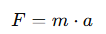 F = m · a